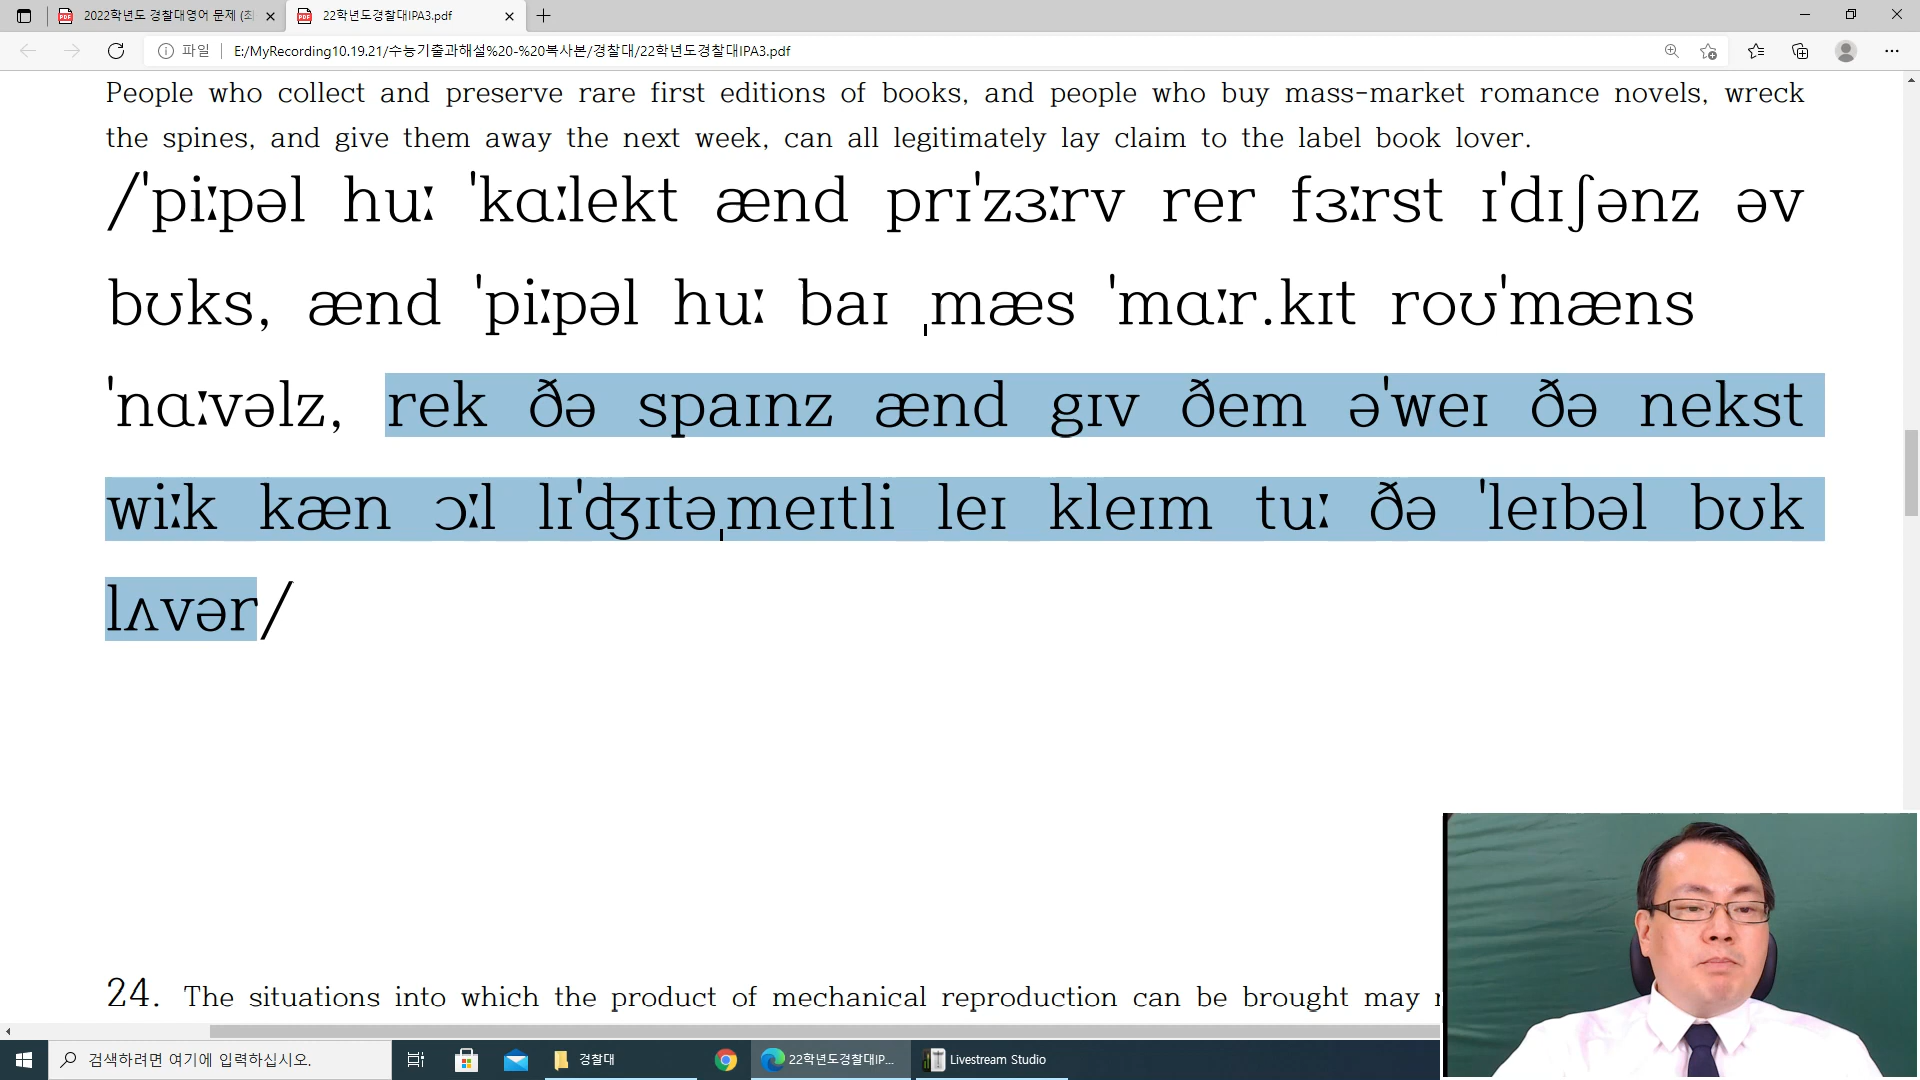 2022학년도 경찰대영어 문제 (최
22학년도경찰대IPA3.pdf
파일
E:/MyRecording10.19.21/수능기출과해설%20-%20복사본/경찰대/22학년도경찰대IPA3.pdf
People who collect and preserve rare first editions of books, and people who buy mass-market romance novels, wreck
the spines, and give them away the next week, can all legitimately lay claim to the label book lover.
/ˈpiːpəl huː ˈkɑːlekt ænd prɪˈzɜːrv rer fɜːrst ɪˈdɪʃənz əv
bʊks, ænd ˈpiːpəl huː baɪ ˌmæs ˈmɑːr.kɪt roʊˈmæns
ˈnɑːvəlz, rek ðə spaɪnz ænd gɪv ðem əˈweɪ ðə nekst
wiːk kæn ɔːl lɪˈʤɪtəˌmeɪtli leɪ kleɪm tuː ðə ˈleɪbəl bʊk
lʌvər/
24. The situations into which the product of mechanical reproduction can be brought may
검색하려면 여기에 입력하십시오.
경찰대
22학년도경찰대IP...
Livestream Studio